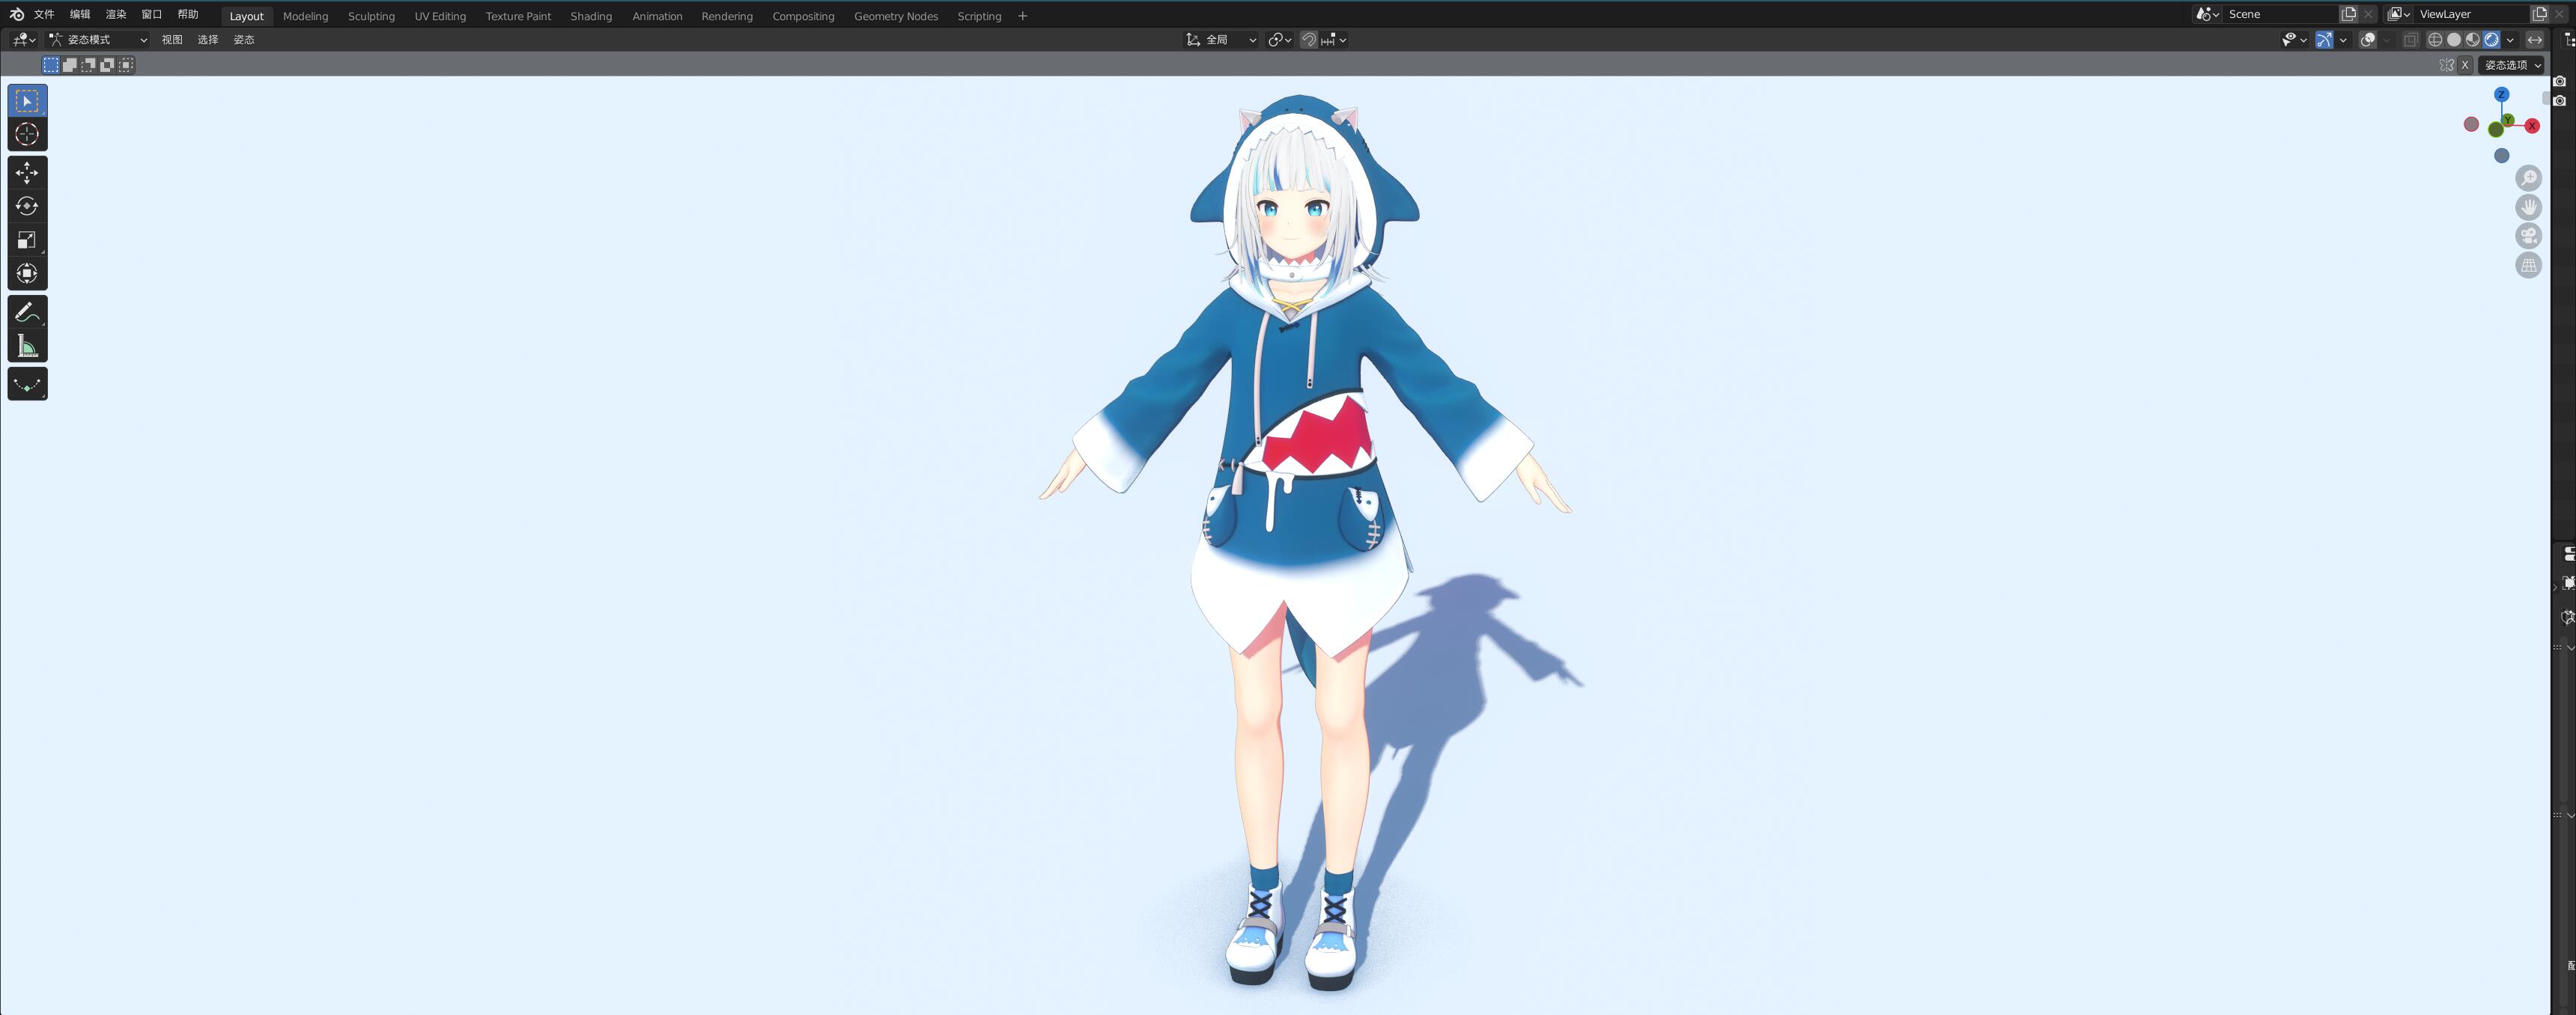 文件 编辑 渲染 窗口 帮助 Layout Modeling Sculpting UV Editing Texture Paint Shading Animation Rendering Compositing Geometry Nodes Scripting + Scene ViewLayer
姿态模式 视图 选择 姿态 全局
X 姿态选项
Z
Y
X